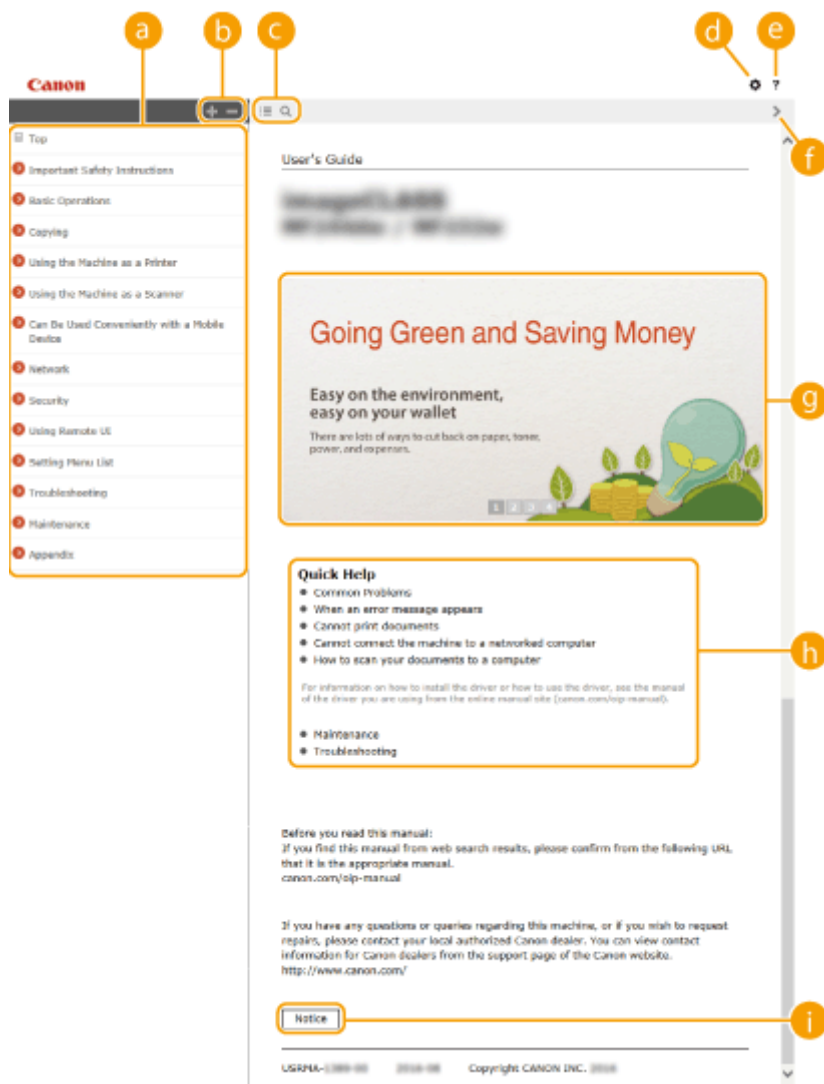 a
b
c
d
e
Canon
?
f
Top
Important Safety Instructions
Basic Operations
Copying
Using the Machine as a Printer
Using the Machine as a Scanner
Can Be Used Conveniently with a Mobile
Device
Network
Security
Using Remote UI
Setting Menu List
Troubleshooting
Maintenance
Appendix
User's Guide
imageCLASS
Going Green and Saving Money
Easy on the environment,
easy on your wallet
There are lots of ways to cut back on paper, toner,
power, and expenses.
1 2 3 4
g
Quick Help
Common Problems
When an error message appears
Cannot print documents
Cannot connect the machine to a networked computer
How to scan your documents to a computer
For information on how to install the driver or how to use the driver, see the manual
of the driver you are using from the online manual site (canon.com/oip-manual).
Maintenance
Troubleshooting
h
Before you read this manual:
If you find this manual from web search results, please confirm from the following URL
that it is the appropriate manual.
canon.com/oip-manual
If you have any questions or queries regarding this machine, or if you wish to request
repairs, please contact your local authorized Canon dealer. You can view contact
information for Canon dealers from the support page of the Canon website.
http://www.canon.com/
Notice
i
USRMA- Copyright CANON INC.